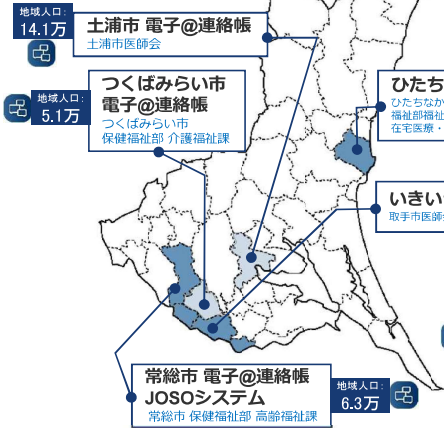 地域人口:
14.1万
土浦市 電子@連絡帳
土浦市医師会
地域人口:
5.1万
つくばみらい市
電子@連絡帳
つくばみらい市
保健福祉部 介護福祉課
ひたち
ひたちなか
福祉部福祉
在宅医療・
いきい
取手市医師会
常総市 電子@連絡帳
JOSOシステム
常総市 保健福祉部 高齢福祉課
地域人口:
6.3万